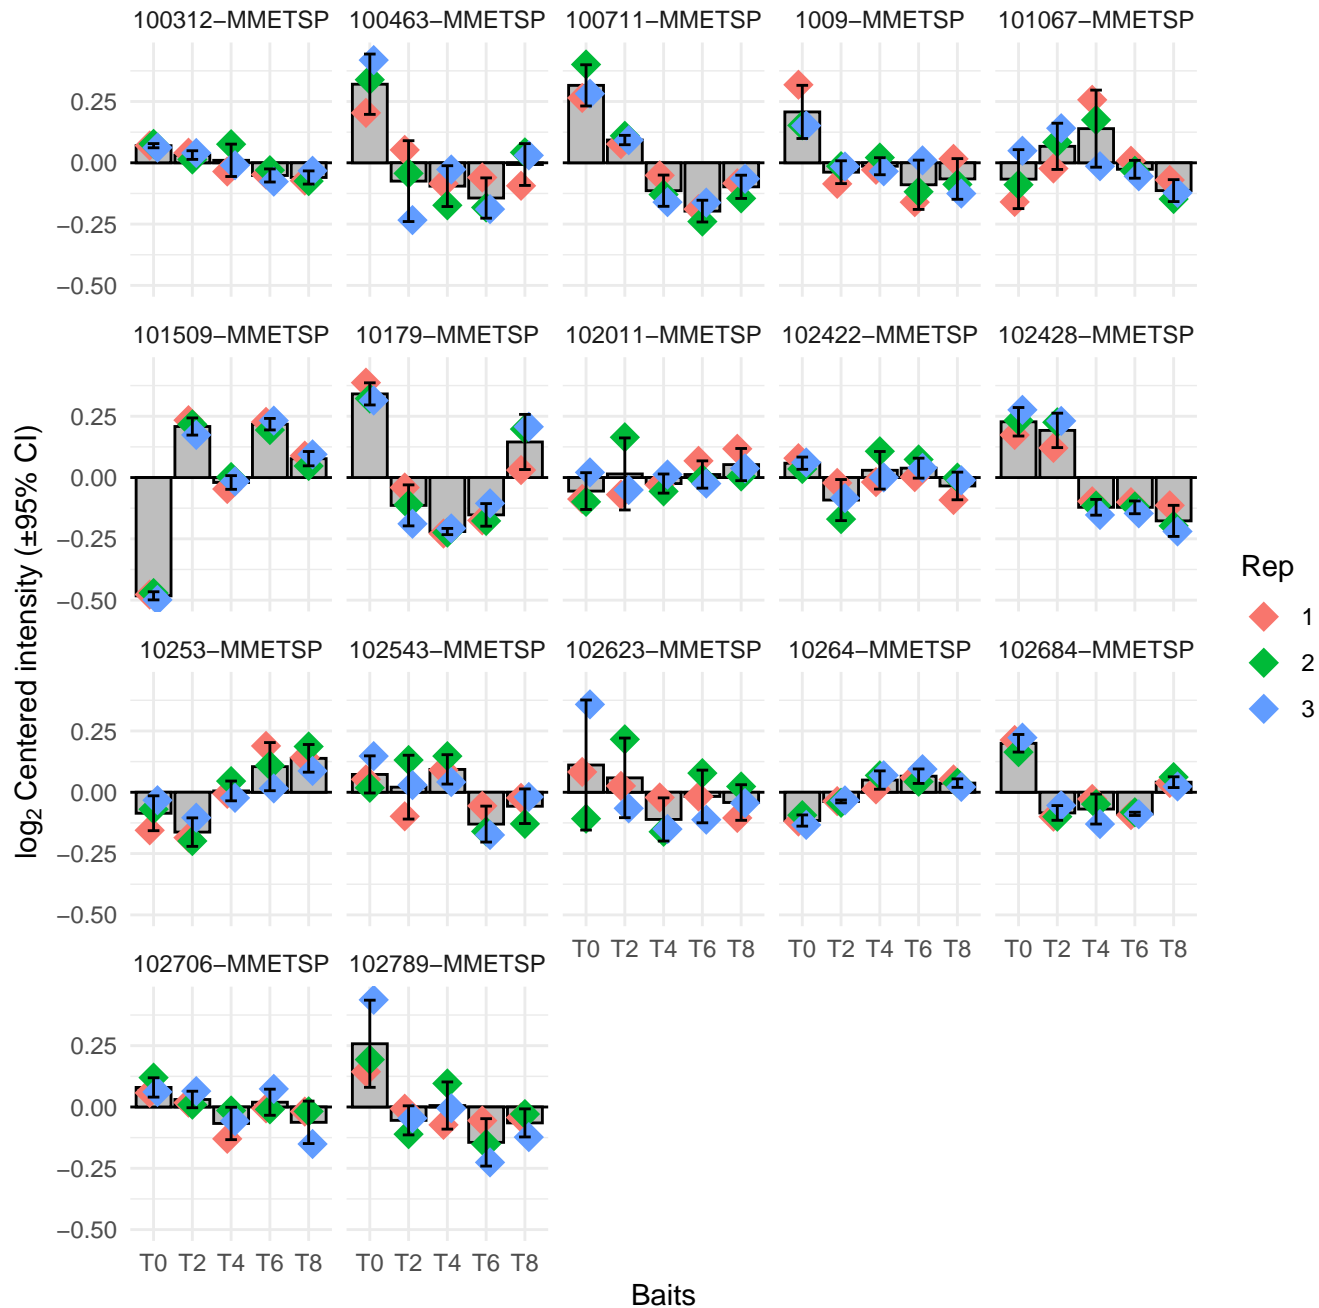 100312−MMETSP 100463−MMETSP 100711−MMETSP 1009−MMETSP 101067−MMETSP
0.25
0.00
−0.25
−0.50
101509−MMETSP 10179−MMETSP 102011−MMETSP 102422−MMETSP 102428−MMETSP
0.25
0.00
−0.25
−0.50
10253−MMETSP 102543−MMETSP 102623−MMETSP 10264−MMETSP 102684−MMETSP
0.25
0.00
−0.25
−0.50
T0 T2 T4 T6 T8 T0 T2 T4 T6 T8 T0 T2 T4 T6 T8
102706−MMETSP 102789−MMETSP
0.25
0.00
−0.25
−0.50
T0 T2 T4 T6 T8 T0 T2 T4 T6 T8
Baits
log₂ Centered intensity (±95% CI)
Rep
1
2
3